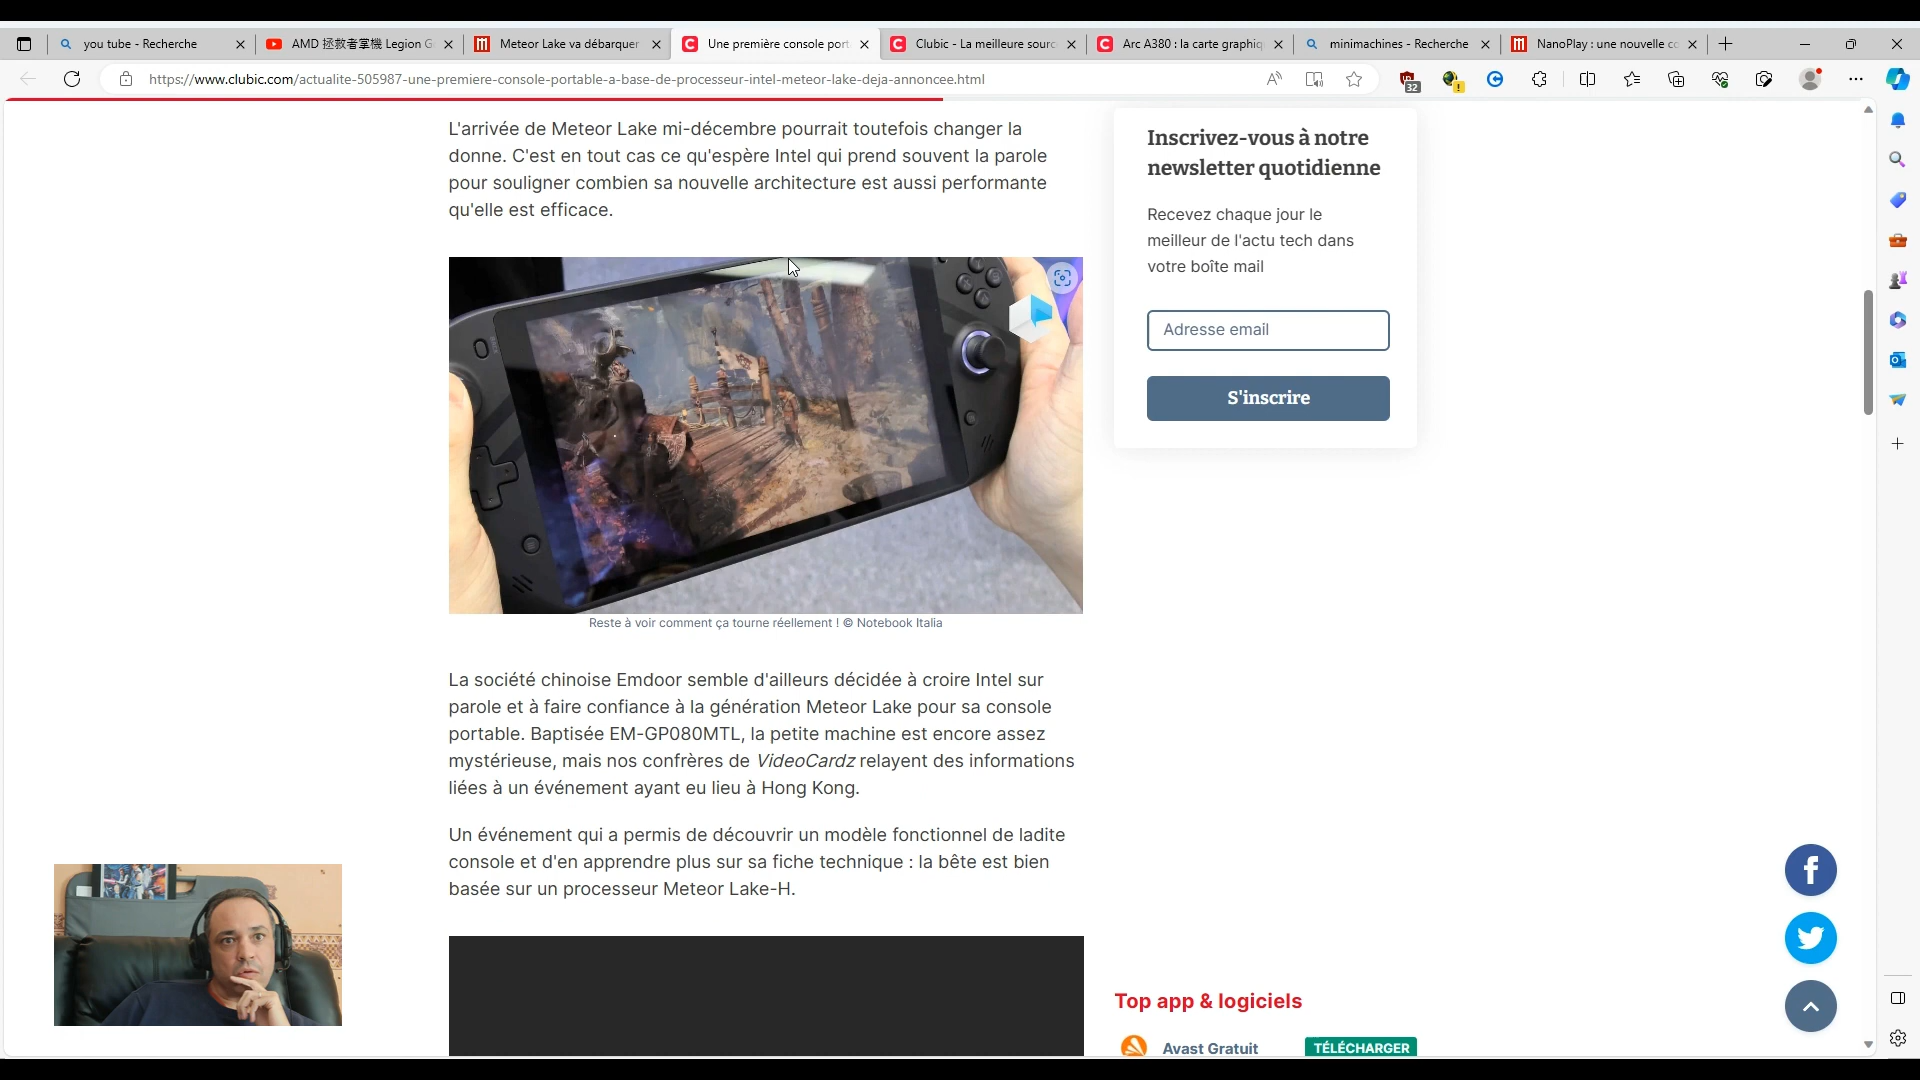 you tube - Recherche
AMD 拯救者掌機 Legion G
Meteor Lake va débarquer
Une première console port
Clubic - La meilleure sourc
Arc A380 : la carte graphiq
minimachines - Recherche
NanoPlay : une nouvelle co
https://www.clubic.com/actualite-505987-une-premiere-console-portable-a-base-de-processeur-intel-meteor-lake-deja-annoncee.html
32
L'arrivée de Meteor Lake mi-décembre pourrait toutefois changer la
donne. C'est en tout cas ce qu'espère Intel qui prend souvent la parole
pour souligner combien sa nouvelle architecture est aussi performante
qu'elle est efficace.
Reste à voir comment ça tourne réellement ! © Notebook Italia
La société chinoise Emdoor semble d'ailleurs décidée à croire Intel sur
parole et à faire confiance à la génération Meteor Lake pour sa console
portable. Baptisée EM-GP080MTL, la petite machine est encore assez
mystérieuse, mais nos confrères de VideoCardz relayent des informations
liées à un événement ayant eu lieu à Hong Kong.
Un événement qui a permis de découvrir un modèle fonctionnel de ladite
console et d'en apprendre plus sur sa fiche technique : la bête est bien
basée sur un processeur Meteor Lake-H.
Inscrivez-vous à notre
newsletter quotidienne
Recevez chaque jour le
meilleur de l'actu tech dans
votre boîte mail
Adresse email
S'inscrire
Top app & logiciels
Avast Gratuit
TÉLÉCHARGER